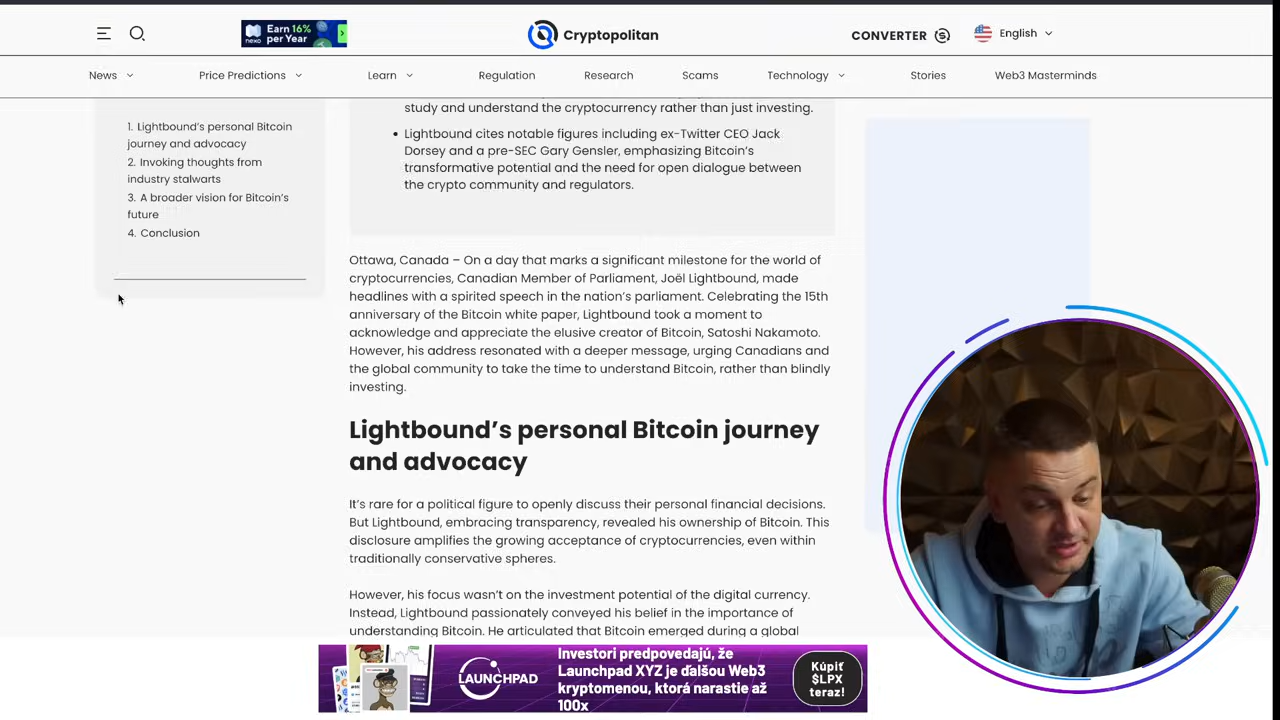 nexo
Earn 16%
per Year
Cryptopolitan
CONVERTER
English
News
Price Predictions
Learn
Regulation
Research
Scams
Technology
Stories
Web3 Masterminds
1. Lightbound's personal Bitcoin
journey and advocacy
2. Invoking thoughts from
industry stalwarts
3. A broader vision for Bitcoin's
future
4. Conclusion
study and understand the cryptocurrency rather than just investing.
• Lightbound cites notable figures including ex-Twitter CEO Jack
Dorsey and a pre-SEC Gary Gensler, emphasizing Bitcoin's
transformative potential and the need for open dialogue between
the crypto community and regulators.
Ottawa, Canada – On a day that marks a significant milestone for the world of
cryptocurrencies, Canadian Member of Parliament, Joël Lightbound, made
headlines with a spirited speech in the nation's parliament. Celebrating the 15th
anniversary of the Bitcoin white paper, Lightbound took a moment to
acknowledge and appreciate the elusive creator of Bitcoin, Satoshi Nakamoto.
However, his address resonated with a deeper message, urging Canadians and
the global community to take the time to understand Bitcoin, rather than blindly
investing.
Lightbound's personal Bitcoin journey
and advocacy
It's rare for a political figure to openly discuss their personal financial decisions.
But Lightbound, embracing transparency, revealed his ownership of Bitcoin. This
disclosure amplifies the growing acceptance of cryptocurrencies, even within
traditionally conservative spheres.
However, his focus wasn't on the investment potential of the digital currency.
Instead, Lightbound passionately conveyed his belief in the importance of
understanding Bitcoin. He articulated that Bitcoin emerged during a global
LAUNCHPAD
Investori predpovedajú, že
Launchpad XYZ je ďalšou Web3
kryptomenou, ktorá narastie až
100x
Kúpiť
$LPX
teraz!